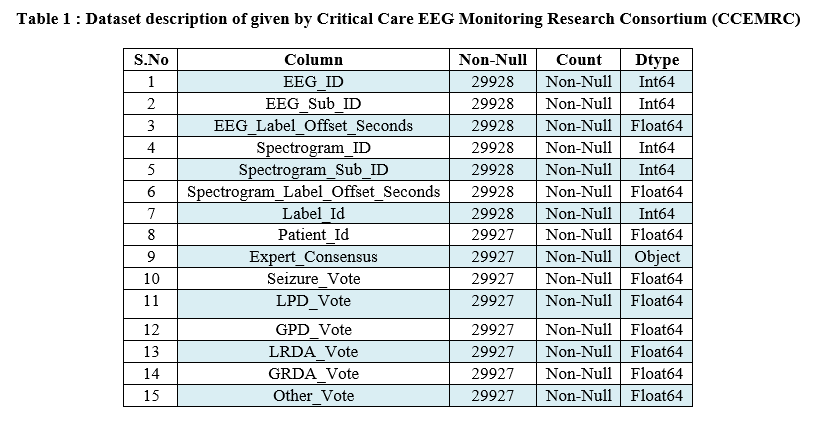 Table 1 : Dataset description of given by Critical Care EEG Monitoring Research Consortium (CCEMRC)
S.No Column Non-Null Count Dtype
1 EEG_ID 29928 Non-Null Int64
2 EEG_Sub_ID 29928 Non-Null Int64
3 EEG_Label_Offset_Seconds 29928 Non-Null Float64
4 Spectrogram_ID 29928 Non-Null Int64
5 Spectrogram_Sub_ID 29928 Non-Null Int64
6 Spectrogram_Label_Offset_Seconds 29928 Non-Null Float64
7 Label_Id 29928 Non-Null Int64
8 Patient_Id 29927 Non-Null Float64
9 Expert_Consensus 29927 Non-Null Object
10 Seizure_Vote 29927 Non-Null Float64
11 LPD_Vote 29927 Non-Null Float64
12 GPD_Vote 29927 Non-Null Float64
13 LRDA_Vote 29927 Non-Null Float64
14 GRDA_Vote 29927 Non-Null Float64
15 Other_Vote 29927 Non-Null Float64